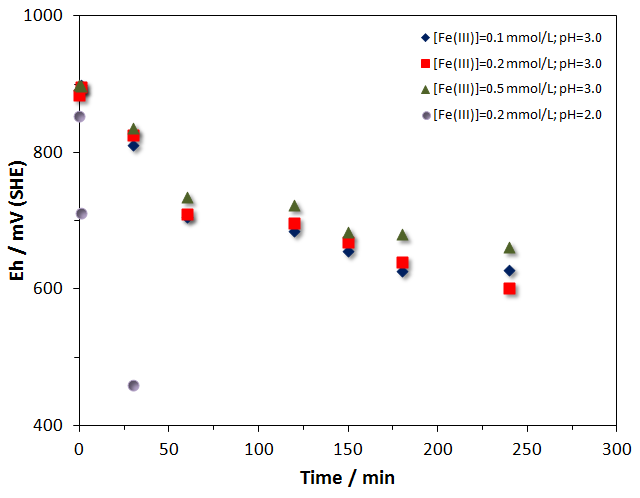 1000
[Fe(III)]=0.1 mmol/L; pH=3.0
[Fe(III)]=0.2 mmol/L; pH=3.0
[Fe(III)]=0.5 mmol/L; pH=3.0
[Fe(III)]=0.2 mmol/L; pH=2.0
800
Eh / mV (SHE)
600
400
0 50 100 150 200 250 300
Time / min